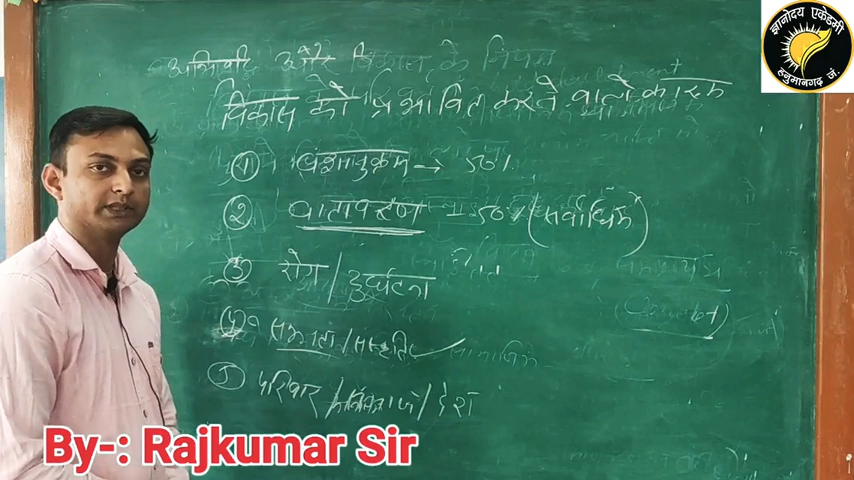 ज्ञानोदय एकेडमी
हनुमानगढ़ जं.
और विकास के नियम
विकास को प्रभावित करने वाले कारक
① वंशानुक्रम → 50%
② वातावरण - 50% (सर्वाधिक)
③ रोग / दुर्घटना
④ सभ्यता / संस्कृति
⑤ परिवार / समाज / देश
By-: Rajkumar Sir